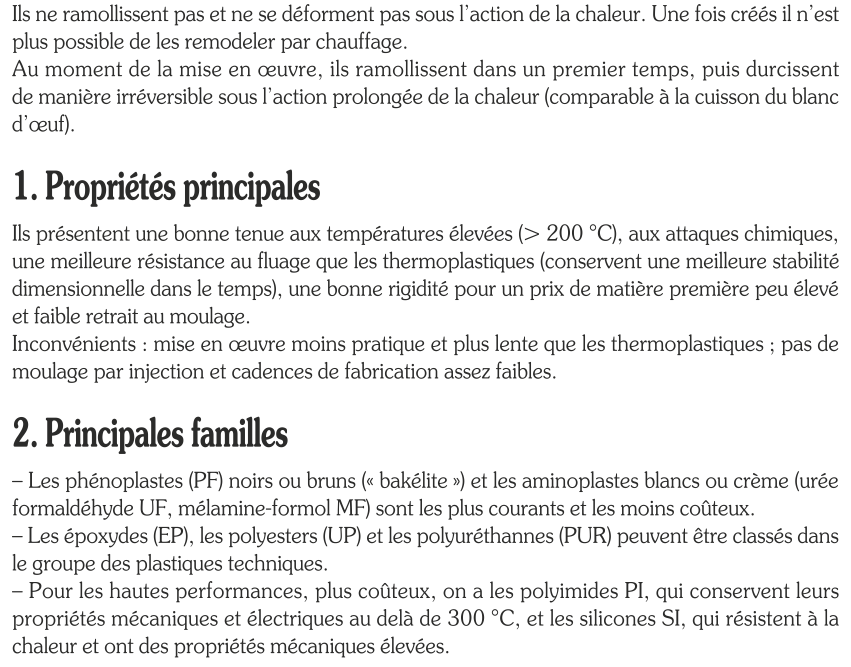 Ils ne ramollissent pas et ne se déforment pas sous l'action de la chaleur. Une fois créés il n'est
plus possible de les remodeler par chauffage.
Au moment de la mise en œuvre, ils ramollissent dans un premier temps, puis durcissent
de manière irréversible sous l'action prolongée de la chaleur (comparable à la cuisson du blanc
d'œuf).
1. Propriétés principales
Ils présentent une bonne tenue aux températures élevées (> 200 °C), aux attaques chimiques,
une meilleure résistance au fluage que les thermoplastiques (conservent une meilleure stabilité
dimensionnelle dans le temps), une bonne rigidité pour un prix de matière première peu élevé
et faible retrait au moulage.
Inconvénients : mise en œuvre moins pratique et plus lente que les thermoplastiques ; pas de
moulage par injection et cadences de fabrication assez faibles.
2. Principales familles
– Les phénoplastes (PF) noirs ou bruns (« bakélite ») et les aminoplastes blancs ou crème (urée
formaldéhyde UF, mélamine-formol MF) sont les plus courants et les moins coûteux.
– Les époxydes (EP), les polyesters (UP) et les polyuréthannes (PUR) peuvent être classés dans
le groupe des plastiques techniques.
– Pour les hautes performances, plus coûteux, on a les polyimides PI, qui conservent leurs
propriétés mécaniques et électriques au delà de 300 °C, et les silicones SI, qui résistent à la
chaleur et ont des propriétés mécaniques élevées.